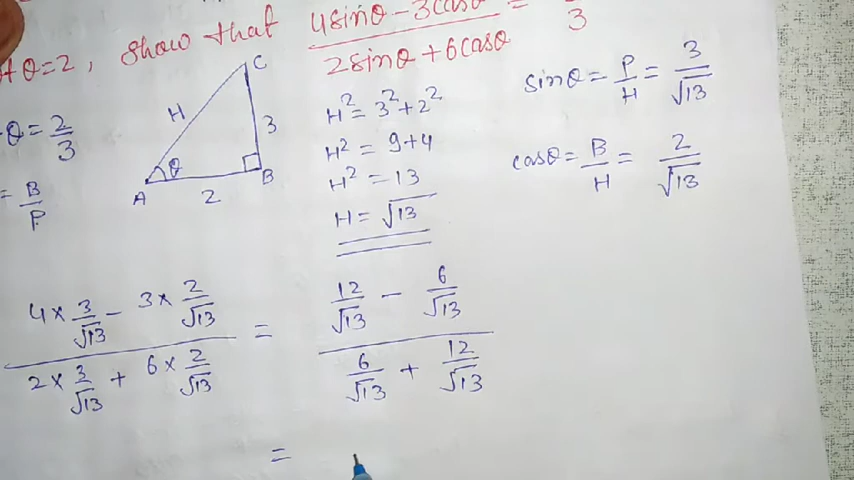 4sinθ - 3cosθ =
θ = 2, show that 2sinθ + 6cosθ 3
θ = 2/3
= B/P
C
H
3
θ
A 2 B
H² = 3² + 2²
H² = 9+4
H² = 13
H = √13
sinθ = P/H = 3/√13
cosθ = B/H = 2/√13
4 × 3/√13 - 3 × 2/√13 12/√13 - 6/√13
=
2 × 3/√13 + 6 × 2/√13 6/√13 + 12/√13
=